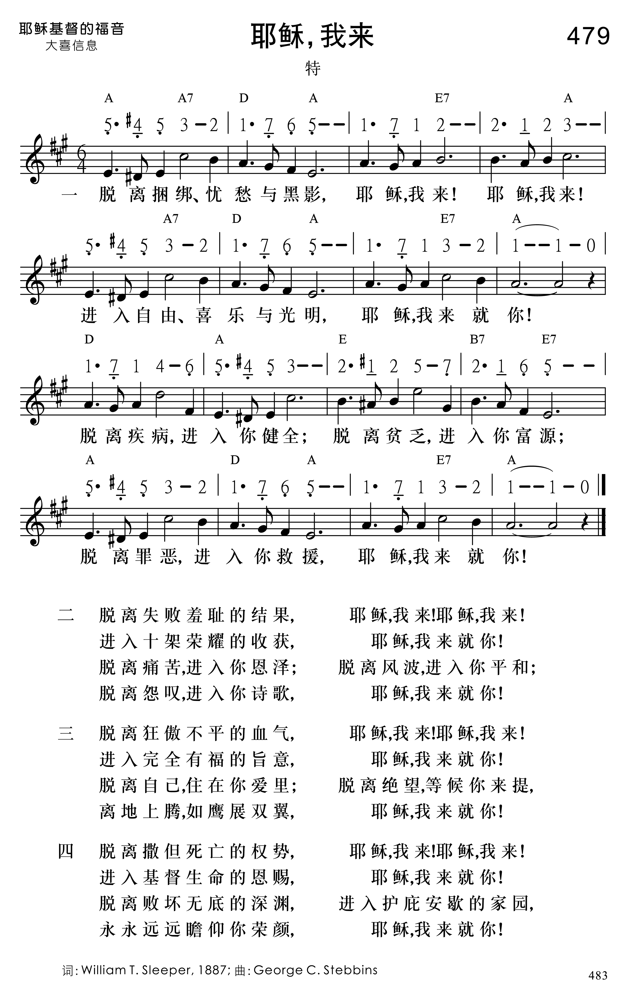 耶稣基督的福音
大喜信息
耶稣,我来
479
特
A A7 D A E7 A
5· #4 5 3 – 2 | 1· 7 6 5 – – | 1· 7 1 2 – – | 2· 1 2 3 – – |
6
4
一 脱离捆绑、忧愁与黑影, 耶稣,我来! 耶稣,我来!
A7 D A E7 A
5· #4 5 3 – 2 | 1· 7 6 5 – – | 1· 7 1 3 – 2 | 1 – – 1 – 0 |
进入自由、喜乐与光明, 耶稣,我来就你!
D A E B7 E7
1· 7 1 4 – 6 | 5· #4 5 3 – – | 2· #1 2 5 – 7 | 2· 1 6 5 – – |
脱离疾病,进入你健全; 脱离贫乏,进入你富源;
A D A E7 A
5· #4 5 3 – 2 | 1· 7 6 5 – – | 1· 7 1 3 – 2 | 1 – – 1 – 0
脱离罪恶,进入你救援, 耶稣,我来就你!
二 脱离失败羞耻的结果, 耶稣,我来!耶稣,我来!
进入十架荣耀的收获, 耶稣,我来就你!
脱离痛苦,进入你恩泽; 脱离风波,进入你平和;
脱离怨叹,进入你诗歌, 耶稣,我来就你!
三 脱离狂傲不平的血气, 耶稣,我来!耶稣,我来!
进入完全有福的旨意, 耶稣,我来就你!
脱离自己,住在你爱里; 脱离绝望,等候你来提,
离地上腾,如鹰展双翼, 耶稣,我来就你!
四 脱离撒但死亡的权势, 耶稣,我来!耶稣,我来!
进入基督生命的恩赐, 耶稣,我来就你!
脱离败坏无底的深渊, 进入护庇安歇的家园,
永永远远瞻仰你荣颜, 耶稣,我来就你!
词: William T. Sleeper, 1887; 曲: George C. Stebbins
483